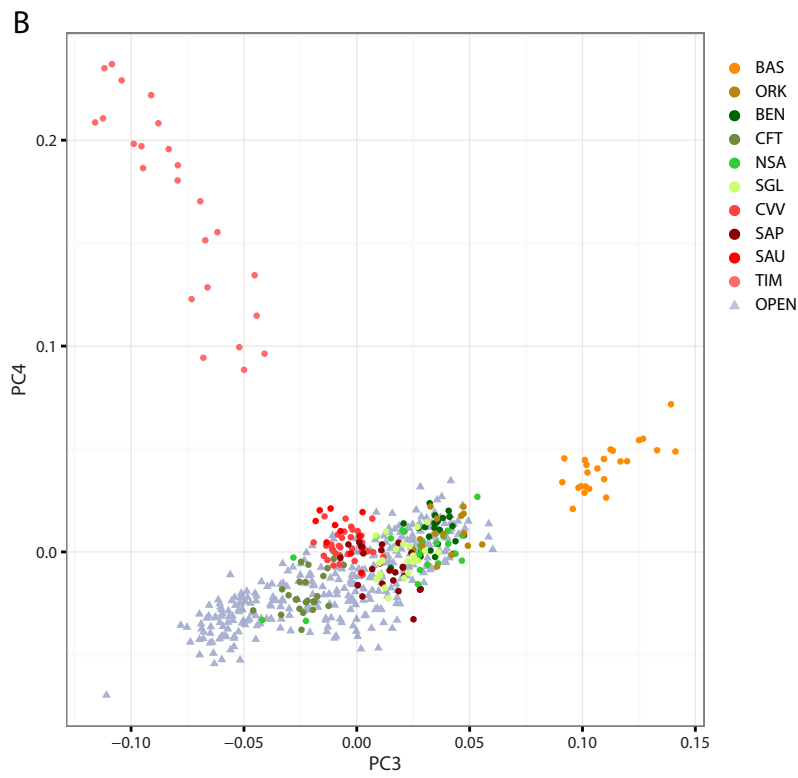 B
BAS
ORK
BEN
CFT
NSA
SGL
CVV
SAP
SAU
TIM
OPEN
0.2
0.1
0.0
PC4
−0.10 −0.05 0.00 0.05 0.10 0.15
PC3